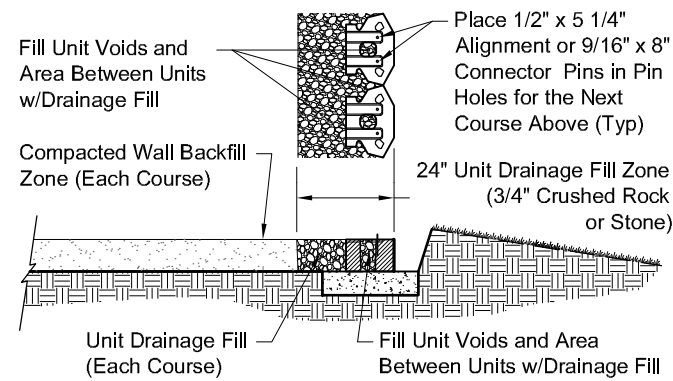 Fill Unit Voids and
Area Between Units
w/Drainage Fill
Place 1/2" x 5 1/4"
Alignment or 9/16" x 8"
Connector Pins in Pin
Holes for the Next
Course Above (Typ)
Compacted Wall Backfill
Zone (Each Course)
24" Unit Drainage Fill Zone
(3/4" Crushed Rock
or Stone)
Unit Drainage Fill
(Each Course)
Fill Unit Voids and Area
Between Units w/Drainage Fill